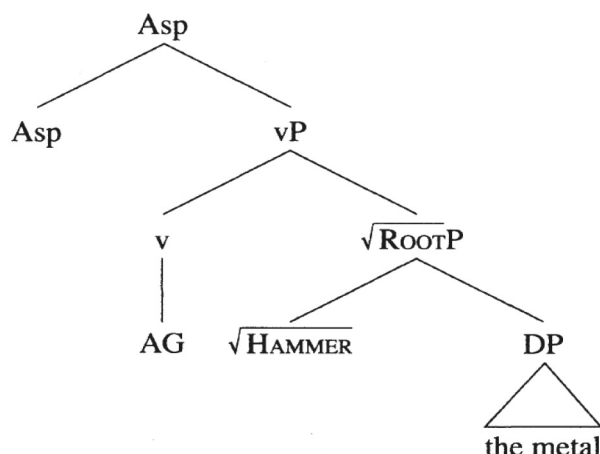 Asp
Asp vP
v √ROOTP
AG √HAMMER DP
the metal